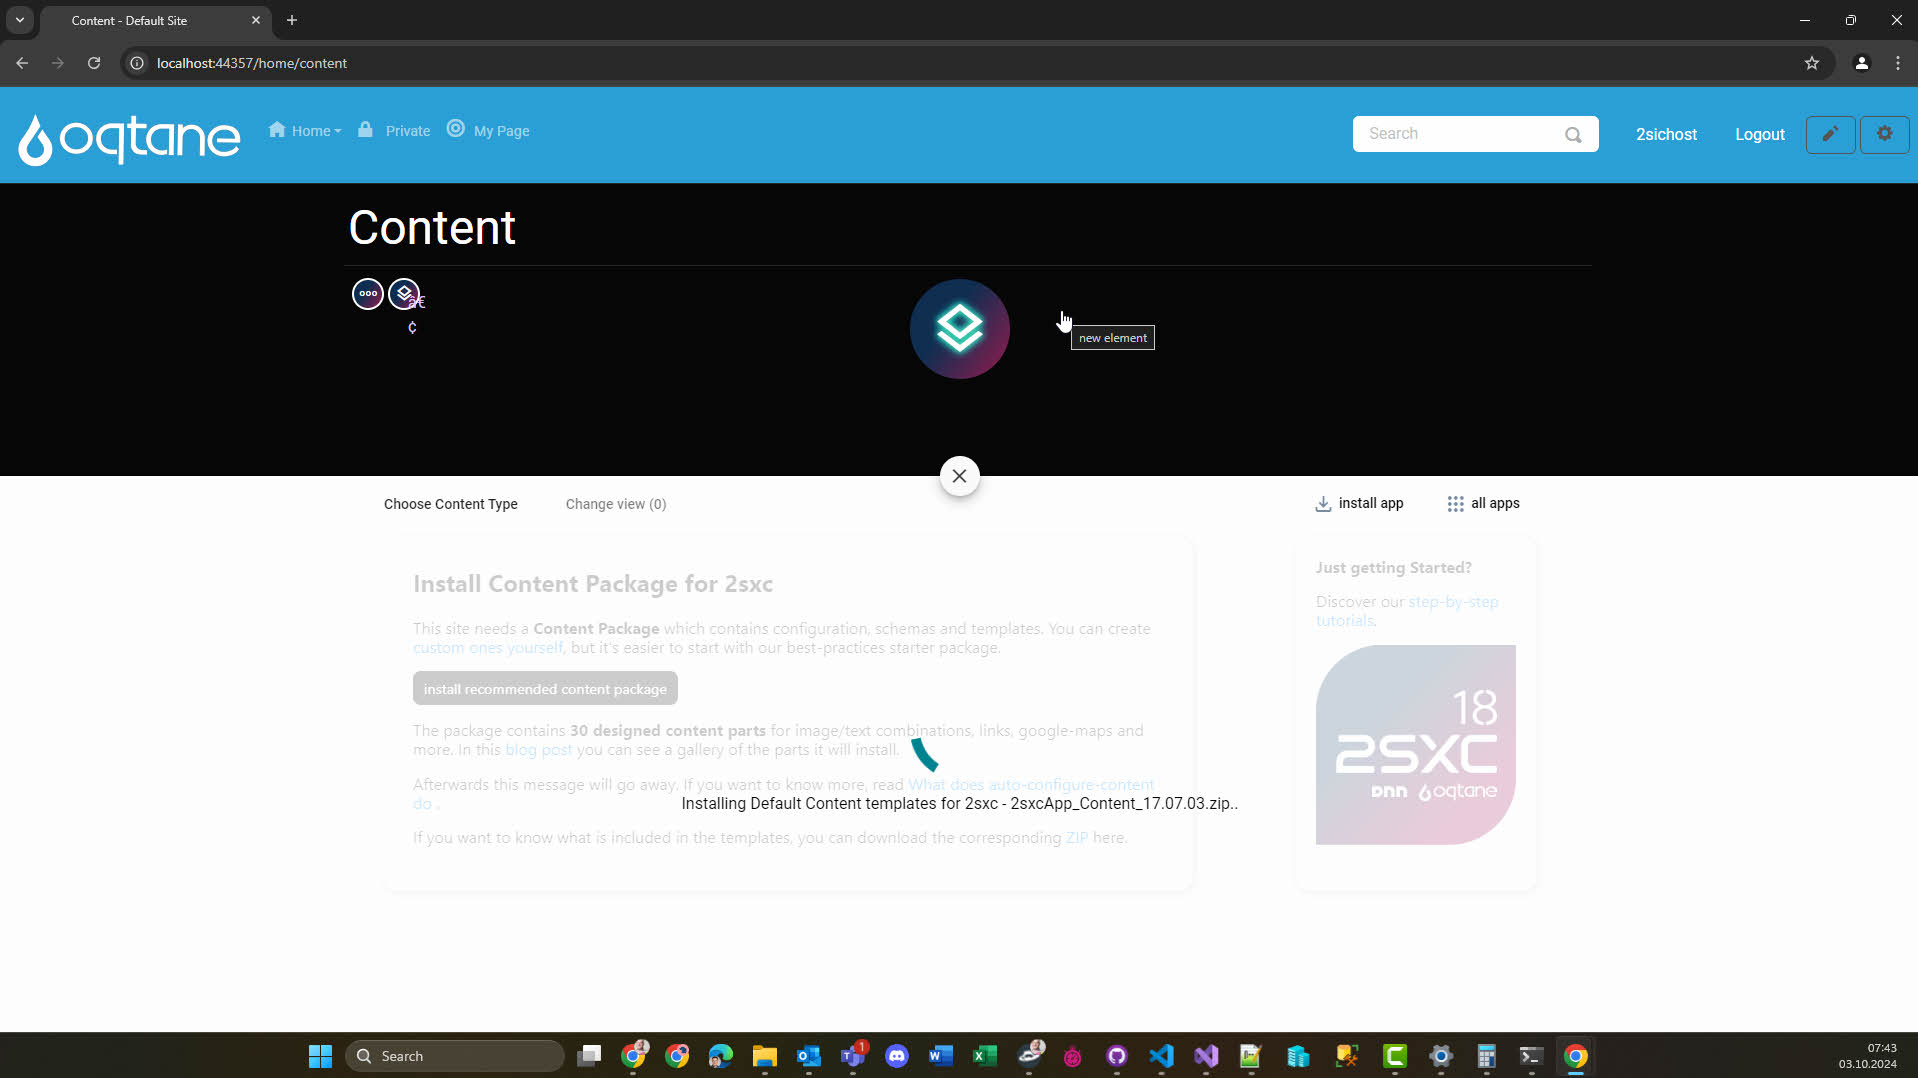 Content - Default Site
localhost:44357/home/content
oqtane
Home
Private
My Page
Search
2sichost
Logout
Content
â€
¢
new element
Choose Content Type
Change view (0)
install app
all apps
Install Content Package for 2sxc
This site needs a Content Package which contains configuration, schemas and templates. You can create
custom ones yourself, but it's easier to start with our best-practices starter package.
install recommended content package
The package contains 30 designed content parts for image/text combinations, links, google-maps and
more. In this blog post you can see a gallery of the parts it will install.
Afterwards this message will go away. If you want to know more, read What does auto-configure-content
do .
Installing Default Content templates for 2sxc - 2sxcApp_Content_17.07.03.zip..
If you want to know what is included in the templates, you can download the corresponding ZIP here.
Just getting Started?
Discover our step-by-step
tutorials.
18
2SXC
Dnn oqtane
Search
1
07:43
03.10.2024